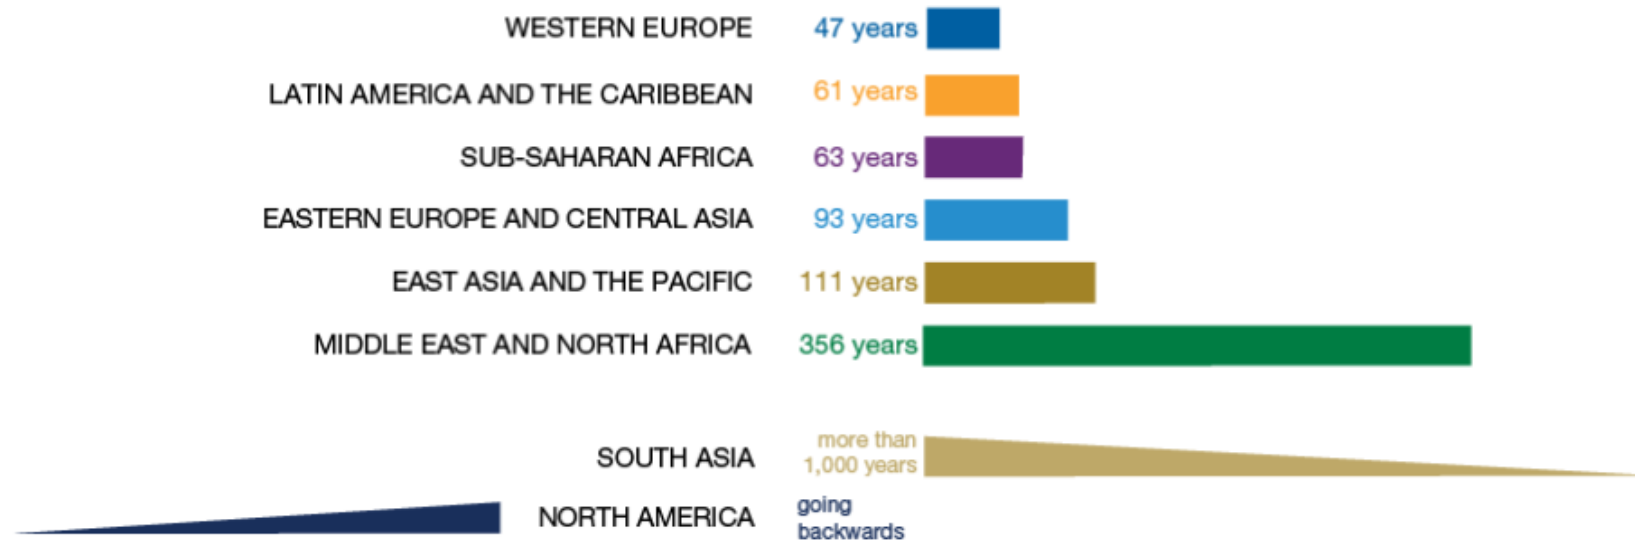 WESTERN EUROPE 47 years
LATIN AMERICA AND THE CARIBBEAN 61 years
SUB-SAHARAN AFRICA 63 years
EASTERN EUROPE AND CENTRAL ASIA 93 years
EAST ASIA AND THE PACIFIC 111 years
MIDDLE EAST AND NORTH AFRICA 356 years
SOUTH ASIA more than
1,000 years
NORTH AMERICA going
backwards